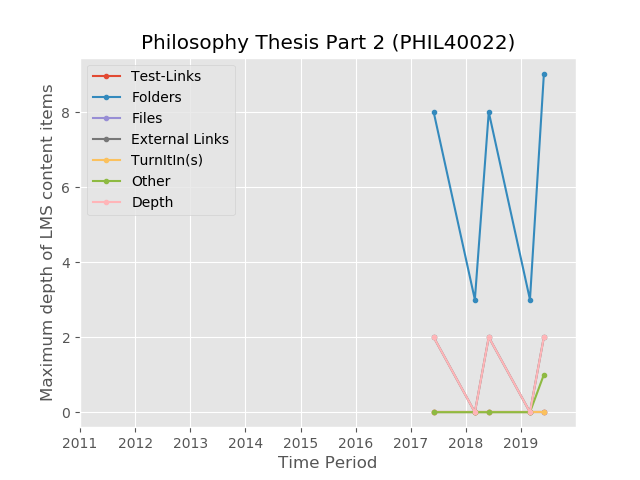 Philosophy Thesis Part 2 (PHIL40022)
Test-Links
Folders
Files
External Links
TurnItIn(s)
Other
Depth
Maximum depth of LMS content items
8
6
4
2
0
2011 2012 2013 2014 2015 2016 2017 2018 2019
Time Period